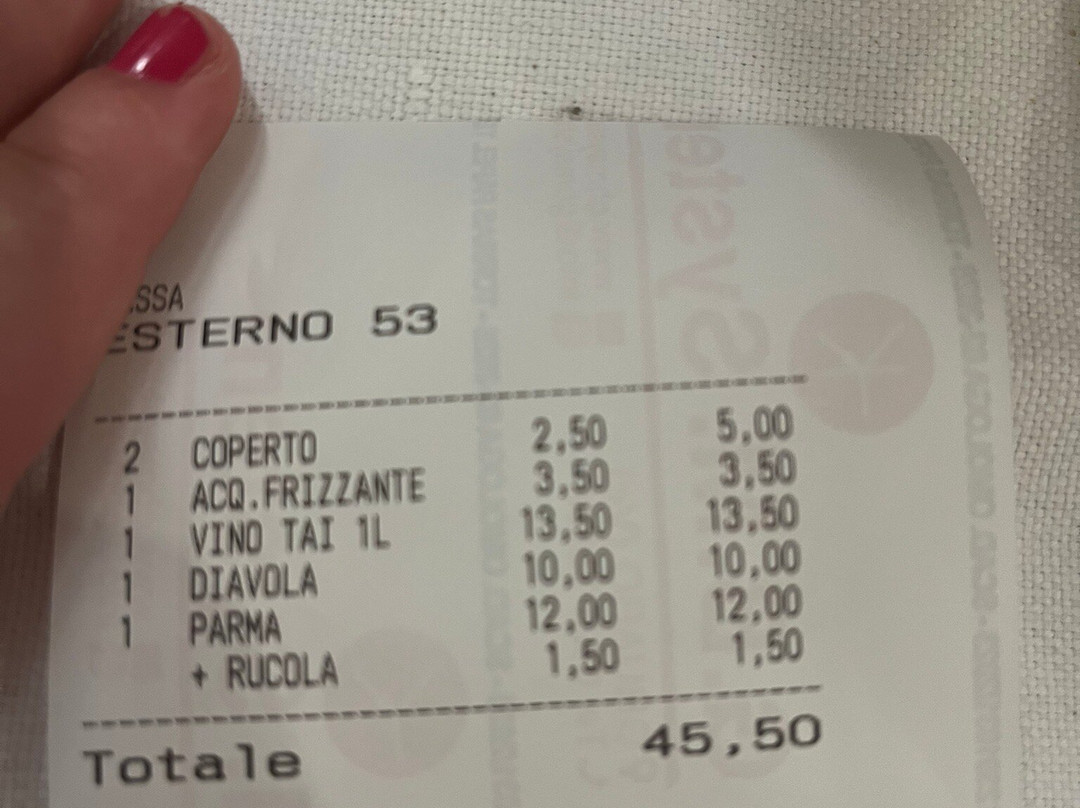 SSA
ESTERNO 53
2 COPERTO 2,50 5,00
1 ACQ.FRIZZANTE 3,50 3,50
1 VINO TAI 1L 13,50 13,50
1 DIAVOLA 10,00 10,00
1 PARMA 12,00 12,00
+ RUCOLA 1,50 1,50
Totale 45,50